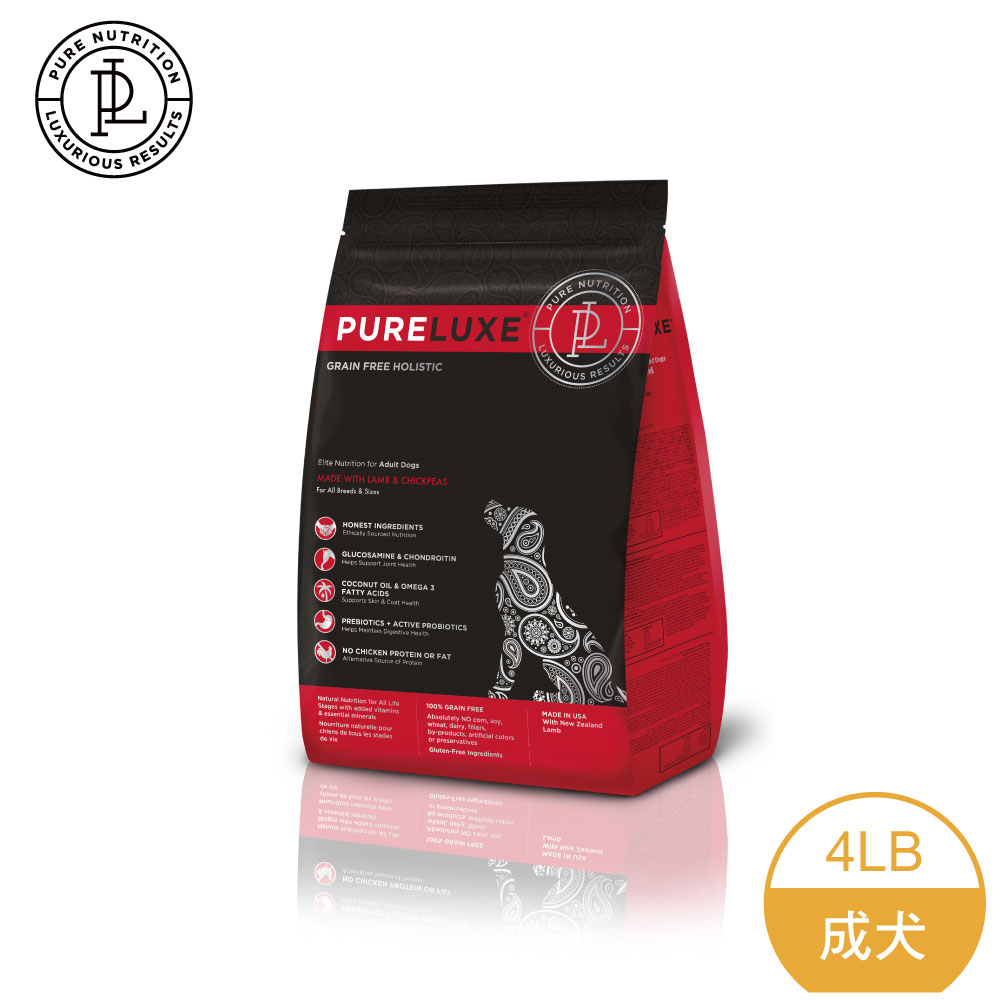 PURE NUTRITION
PL
LUXURIOUS RESULTS
PURELUXE®
PURE NUTRITION
PL
LUXURIOUS RESULTS
XE
GRAIN FREE HOLISTIC
Elite Nutrition for Adult Dogs
MADE WITH LAMB & CHICKPEAS
For All Breeds & Sizes
HONEST INGREDIENTS
Ethically Sourced Nutrition
GLUCOSAMINE & CHONDROITIN
Helps Support Joint Health
COCONUT OIL & OMEGA 3
FATTY ACIDS
Supports Skin & Coat Health
PREBIOTICS + ACTIVE PROBIOTICS
Helps Maintain Digestive Health
NO CHICKEN PROTEIN OR FAT
Alternative Source of Protein
Natural Nutrition for All Life
Stages with added vitamins
& essential minerals
Nourriture naturelle pour
chiens de tous les stades
de vie
100% GRAIN FREE
Absolutely NO corn, soy,
wheat, dairy, fillers,
by-products, artificial colors
or preservatives
Gluten-Free Ingredients
MADE IN USA
With New Zealand
Lamb
4LB
成犬